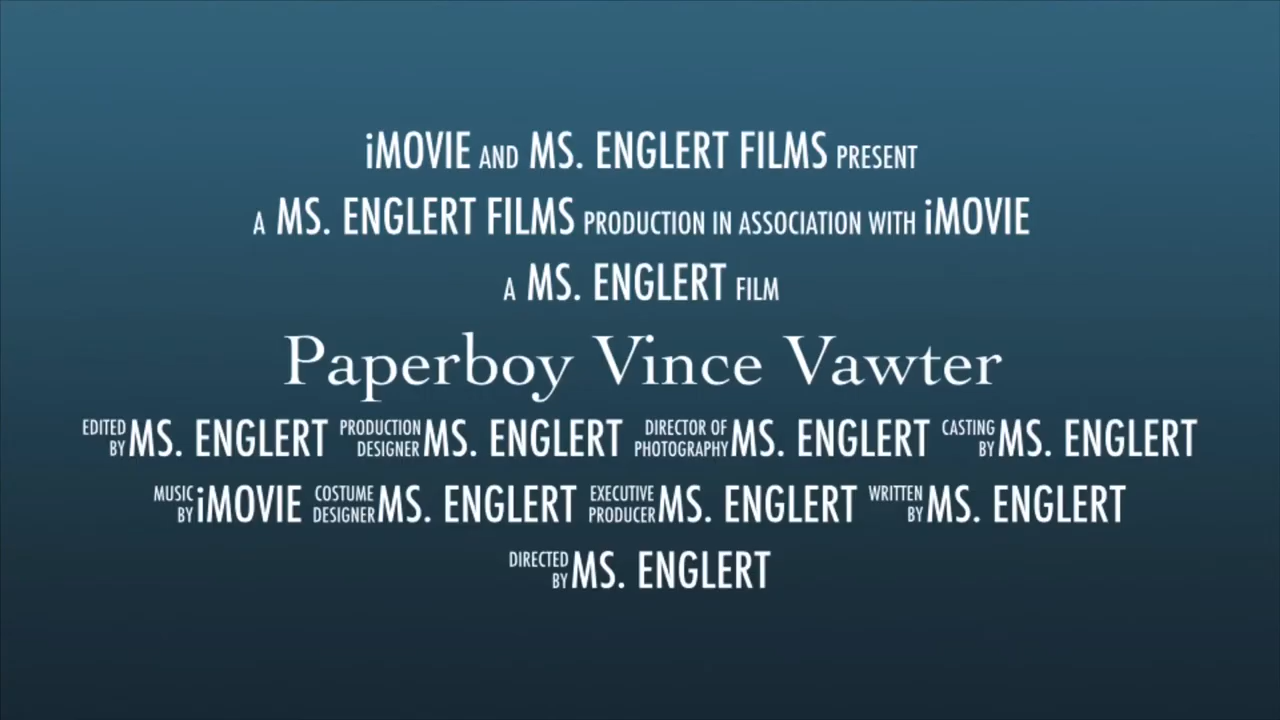 iMOVIE AND MS. ENGLERT FILMS PRESENT
A MS. ENGLERT FILMS PRODUCTION IN ASSOCIATION WITH iMOVIE
A MS. ENGLERT FILM
Paperboy Vince Vawter
EDITED BY MS. ENGLERT PRODUCTION DESIGNER MS. ENGLERT DIRECTOR OF PHOTOGRAPHY MS. ENGLERT CASTING BY MS. ENGLERT
MUSIC BY iMOVIE COSTUME DESIGNER MS. ENGLERT EXECUTIVE PRODUCER MS. ENGLERT WRITTEN BY MS. ENGLERT
DIRECTED BY MS. ENGLERT